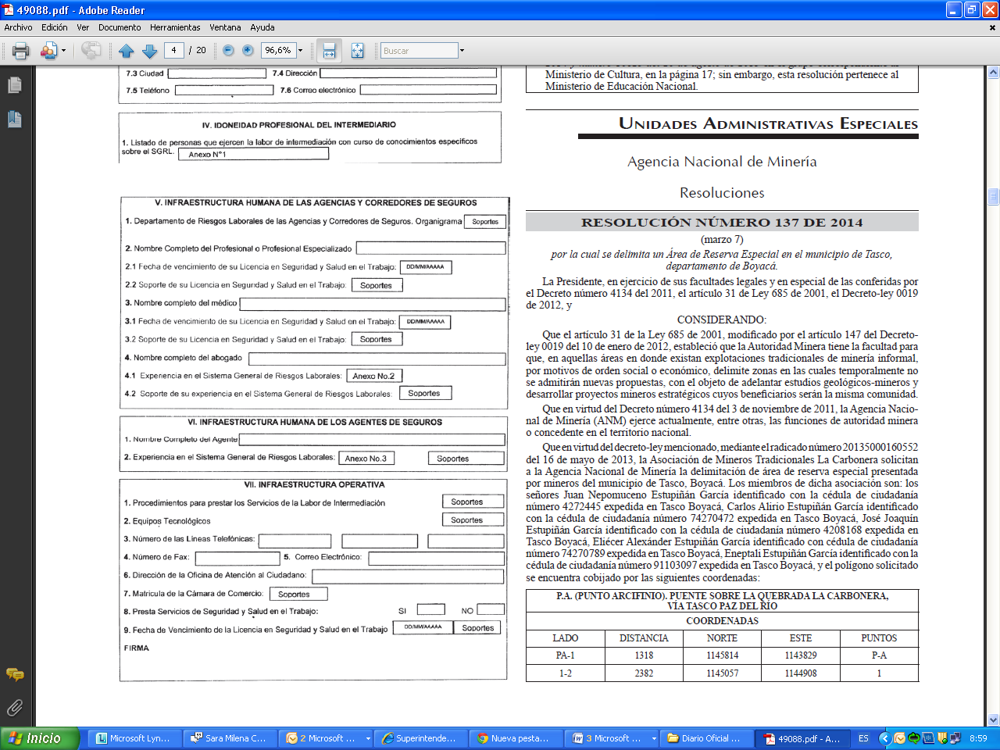 49088.pdf - Adobe Reader
Archivo Edición Ver Documento Herramientas Ventana Ayuda
4 / 20 96,6% Buscar
7.3 Ciudad 7.4 Dirección
7.5 Teléfono 7.6 Correo electrónico
IV. IDONEIDAD PROFESIONAL DEL INTERMEDIARIO
1. Listado de personas que ejercen la labor de intermediación con curso de conocimientos específicos
sobre el SGRL. Anexo N°1
V. INFRAESTRUCTURA HUMANA DE LAS AGENCIAS Y CORREDORES DE SEGUROS
1. Departamento de Riesgos Laborales de las Agencias y Corredores de Seguros. Organigrama Soportes
2. Nombre Completo del Profesional o Profesional Especializado
2.1 Fecha de vencimiento de su Licencia en Seguridad y Salud en el Trabajo: DD/MM/AAAAA
2.2 Soporte de su Licencia en Seguridad y Salud en el Trabajo: Soportes
3. Nombre completo del médico
3.1 Fecha de vencimiento de su Licencia en Seguridad y Salud en el Trabajo: DD/MM/AAAAA
3.2 Soporte de su Licencia en Seguridad y Salud en el Trabajo: Soportes
4. Nombre completo del abogado
4.1 Experiencia en el Sistema General de Riesgos Laborales: Anexo No.2
4.2 Soporte de su experiencia en el Sistema General de Riesgos Laborales: Soportes
VI. INFRAESTRUCTURA HUMANA DE LOS AGENTES DE SEGUROS
1. Nombre Completo del Agente
2. Experiencia en el Sistema General de Riesgos Laborales: Anexo No.3 Soportes
VII. INFRAESTRUCTURA OPERATIVA
1. Procedimientos para prestar los Servicios de la Labor de Intermediación Soportes
2. Equipos Tecnológicos Soportes
3. Número de las Líneas Telefónicas:
4. Número de Fax: 5. Correo Electrónico:
6. Dirección de la Oficina de Atención al Ciudadano:
7. Matricula de la Cámara de Comercio: Soportes
8. Presta Servicios de Seguridad y Salud en el Trabajo: SI NO
9. Fecha de Vencimiento de la Licencia en Seguridad y Salud en el Trabajo DD/MM/AAAAA Soportes
FIRMA
Ministerio de Cultura, en la página 17; sin embargo, esta resolución pertenece al
Ministerio de Educación Nacional.
UNIDADES ADMINISTRATIVAS ESPECIALES
Agencia Nacional de Minería
Resoluciones
RESOLUCIÓN NÚMERO 137 DE 2014
(marzo 7)
por la cual se delimita un Área de Reserva Especial en el municipio de Tasco,
departamento de Boyacá.
La Presidente, en ejercicio de sus facultades legales y en especial de las conferidas por
el Decreto número 4134 del 2011, el artículo 31 de Ley 685 de 2001, el Decreto-ley 0019
de 2012, y
CONSIDERANDO:
Que el artículo 31 de la Ley 685 de 2001, modificado por el artículo 147 del Decreto-
ley 0019 del 10 de enero de 2012, estableció que la Autoridad Minera tiene la facultad para
que, en aquellas áreas en donde existan explotaciones tradicionales de minería informal,
por motivos de orden social o económico, delimite zonas en las cuales temporalmente no
se admitirán nuevas propuestas, con el objeto de adelantar estudios geológicos-mineros y
desarrollar proyectos mineros estratégicos cuyos beneficiarios serán la misma comunidad.
Que en virtud del Decreto número 4134 del 3 de noviembre de 2011, la Agencia Nacio-
nal de Minería (ANM) ejerce actualmente, entre otras, las funciones de autoridad minera
o concedente en el territorio nacional.
Que en virtud del decreto-ley mencionado, mediante el radicado número 20135000160552
del 16 de mayo de 2013, la Asociación de Mineros Tradicionales La Carbonera solicitan
a la Agencia Nacional de Minería la delimitación de área de reserva especial presentada
por mineros del municipio de Tasco, Boyacá. Los miembros de dicha asociación son: los
señores Juan Nepomuceno Estupiñán García identificado con la cédula de ciudadanía
número 4272445 expedida en Tasco Boyacá, Carlos Alirio Estupiñán García identificado
con la cédula de ciudadanía número 74270472 expedida en Tasco Boyacá, José Joaquín
Estupiñán García identificado con la cédula de ciudadanía número 4208168 expedida en
Tasco Boyacá, Eliécer Alexánder Estupiñán García identificado con cédula de ciudadanía
número 74270789 expedida en Tasco Boyacá, Eneptalí Estupiñán García identificado con la
cédula de ciudadanía número 91103097 expedida en Tasco Boyacá, y el polígono solicitado
se encuentra cobijado por las siguientes coordenadas:
P.A. (PUNTO ARCIFINIO). PUENTE SOBRE LA QUEBRADA LA CARBONERA,
VÍA TASCO PAZ DEL RÍO
COORDENADAS
LADO DISTANCIA NORTE ESTE PUNTOS
PA-1 1318 1145814 1143829 P-A
1-2 2382 1145057 1144908 1
Inicio Microsoft Lyn... Sara Milena C... 2 Microsoft ... Superintende... Nueva pesta... 3 Microsoft ... Diario Oficial ... 49088.pdf - A... ES 8:59